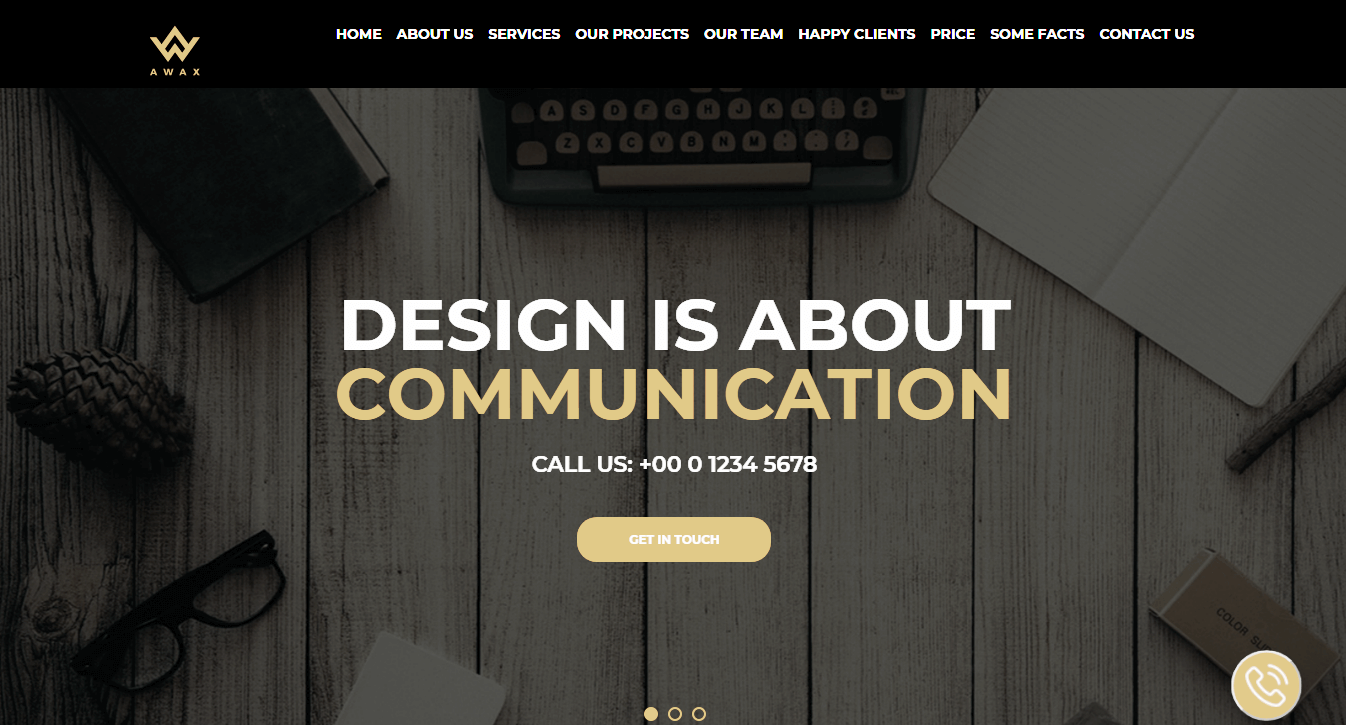 HOME ABOUT US SERVICES OUR PROJECTS OUR TEAM HAPPY CLIENTS PRICE SOME FACTS CONTACT US
AWAX
A S D F G H J K L
Z X C V B N M
DESIGN IS ABOUT
COMMUNICATION
CALL US: +00 0 1234 5678
GET IN TOUCH
COLOR